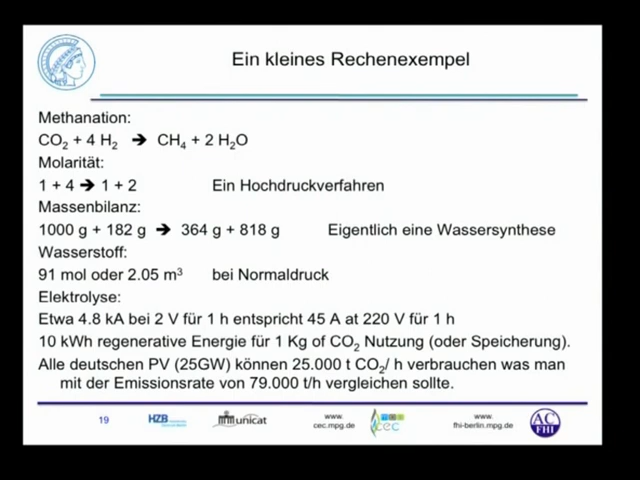 Ein kleines Rechenexempel
Methanation:
CO₂ + 4 H₂ ➔ CH₄ + 2 H₂O
Molarität:
1 + 4 ➔ 1 + 2 Ein Hochdruckverfahren
Massenbilanz:
1000 g + 182 g ➔ 364 g + 818 g Eigentlich eine Wassersynthese
Wasserstoff:
91 mol oder 2.05 m³ bei Normaldruck
Elektrolyse:
Etwa 4.8 kA bei 2 V für 1 h entspricht 45 A at 220 V für 1 h
10 kWh regenerative Energie für 1 Kg of CO₂ Nutzung (oder Speicherung).
Alle deutschen PV (25GW) können 25.000 t CO₂/ h verbrauchen was man
mit der Emissionsrate von 79.000 t/h vergleichen sollte.
19
HZB
unicat
www.
cec.mpg.de
cec
www.
fhi-berlin.mpg.de
AC
FHI